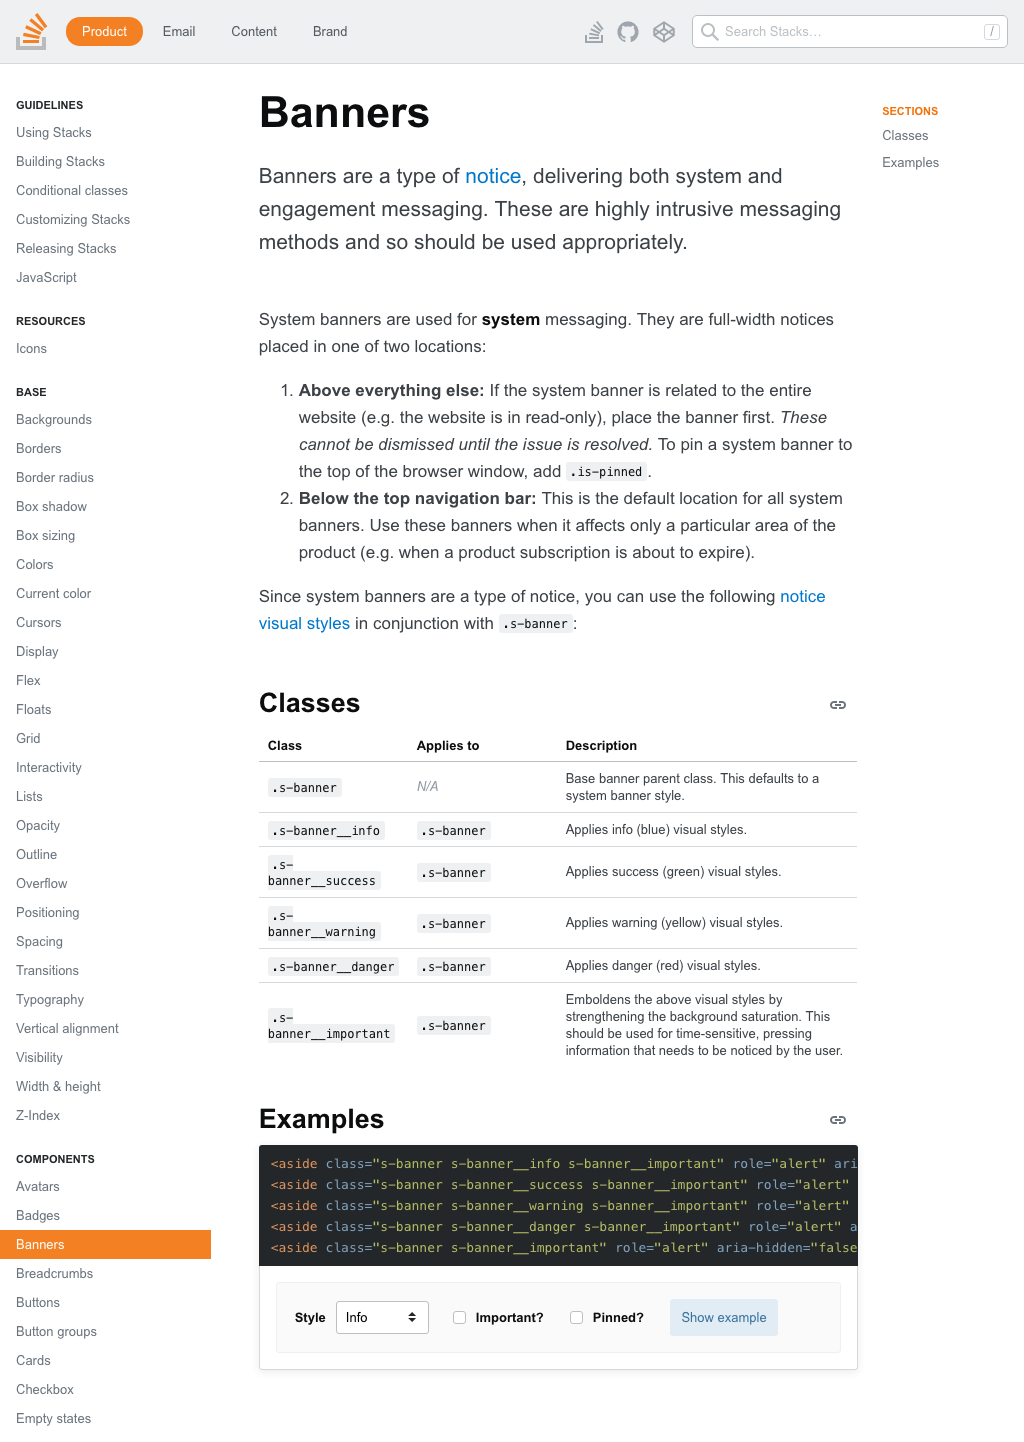 Product
Email
Content
Brand
Search Stacks...
/
GUIDELINES
Using Stacks
Building Stacks
Conditional classes
Customizing Stacks
Releasing Stacks
JavaScript
RESOURCES
Icons
BASE
Backgrounds
Borders
Border radius
Box shadow
Box sizing
Colors
Current color
Cursors
Display
Flex
Floats
Grid
Interactivity
Lists
Opacity
Outline
Overflow
Positioning
Spacing
Transitions
Typography
Vertical alignment
Visibility
Width & height
Z-Index
COMPONENTS
Avatars
Badges
Banners
Breadcrumbs
Buttons
Button groups
Cards
Checkbox
Empty states
Banners
Banners are a type of notice, delivering both system and
engagement messaging. These are highly intrusive messaging
methods and so should be used appropriately.
System banners are used for system messaging. They are full-width notices
placed in one of two locations:
1. Above everything else: If the system banner is related to the entire
website (e.g. the website is in read-only), place the banner first. These
cannot be dismissed until the issue is resolved. To pin a system banner to
the top of the browser window, add .is-pinned.
2. Below the top navigation bar: This is the default location for all system
banners. Use these banners when it affects only a particular area of the
product (e.g. when a product subscription is about to expire).
Since system banners are a type of notice, you can use the following notice
visual styles in conjunction with .s-banner:
Classes
Class Applies to Description
.s-banner N/A Base banner parent class. This defaults to a
system banner style.
.s-banner__info .s-banner Applies info (blue) visual styles.
.s-
banner__success .s-banner Applies success (green) visual styles.
.s-
banner__warning .s-banner Applies warning (yellow) visual styles.
.s-banner__danger .s-banner Applies danger (red) visual styles.
.s-
banner__important .s-banner Emboldens the above visual styles by
strengthening the background saturation. This
should be used for time-sensitive, pressing
information that needs to be noticed by the user.
Examples
<aside class="s-banner s-banner__info s-banner__important" role="alert" ari
<aside class="s-banner s-banner__success s-banner__important" role="alert"
<aside class="s-banner s-banner__warning s-banner__important" role="alert"
<aside class="s-banner s-banner__danger s-banner__important" role="alert" a
<aside class="s-banner s-banner__important" role="alert" aria-hidden="false
Style Info Important? Pinned? Show example
SECTIONS
Classes
Examples